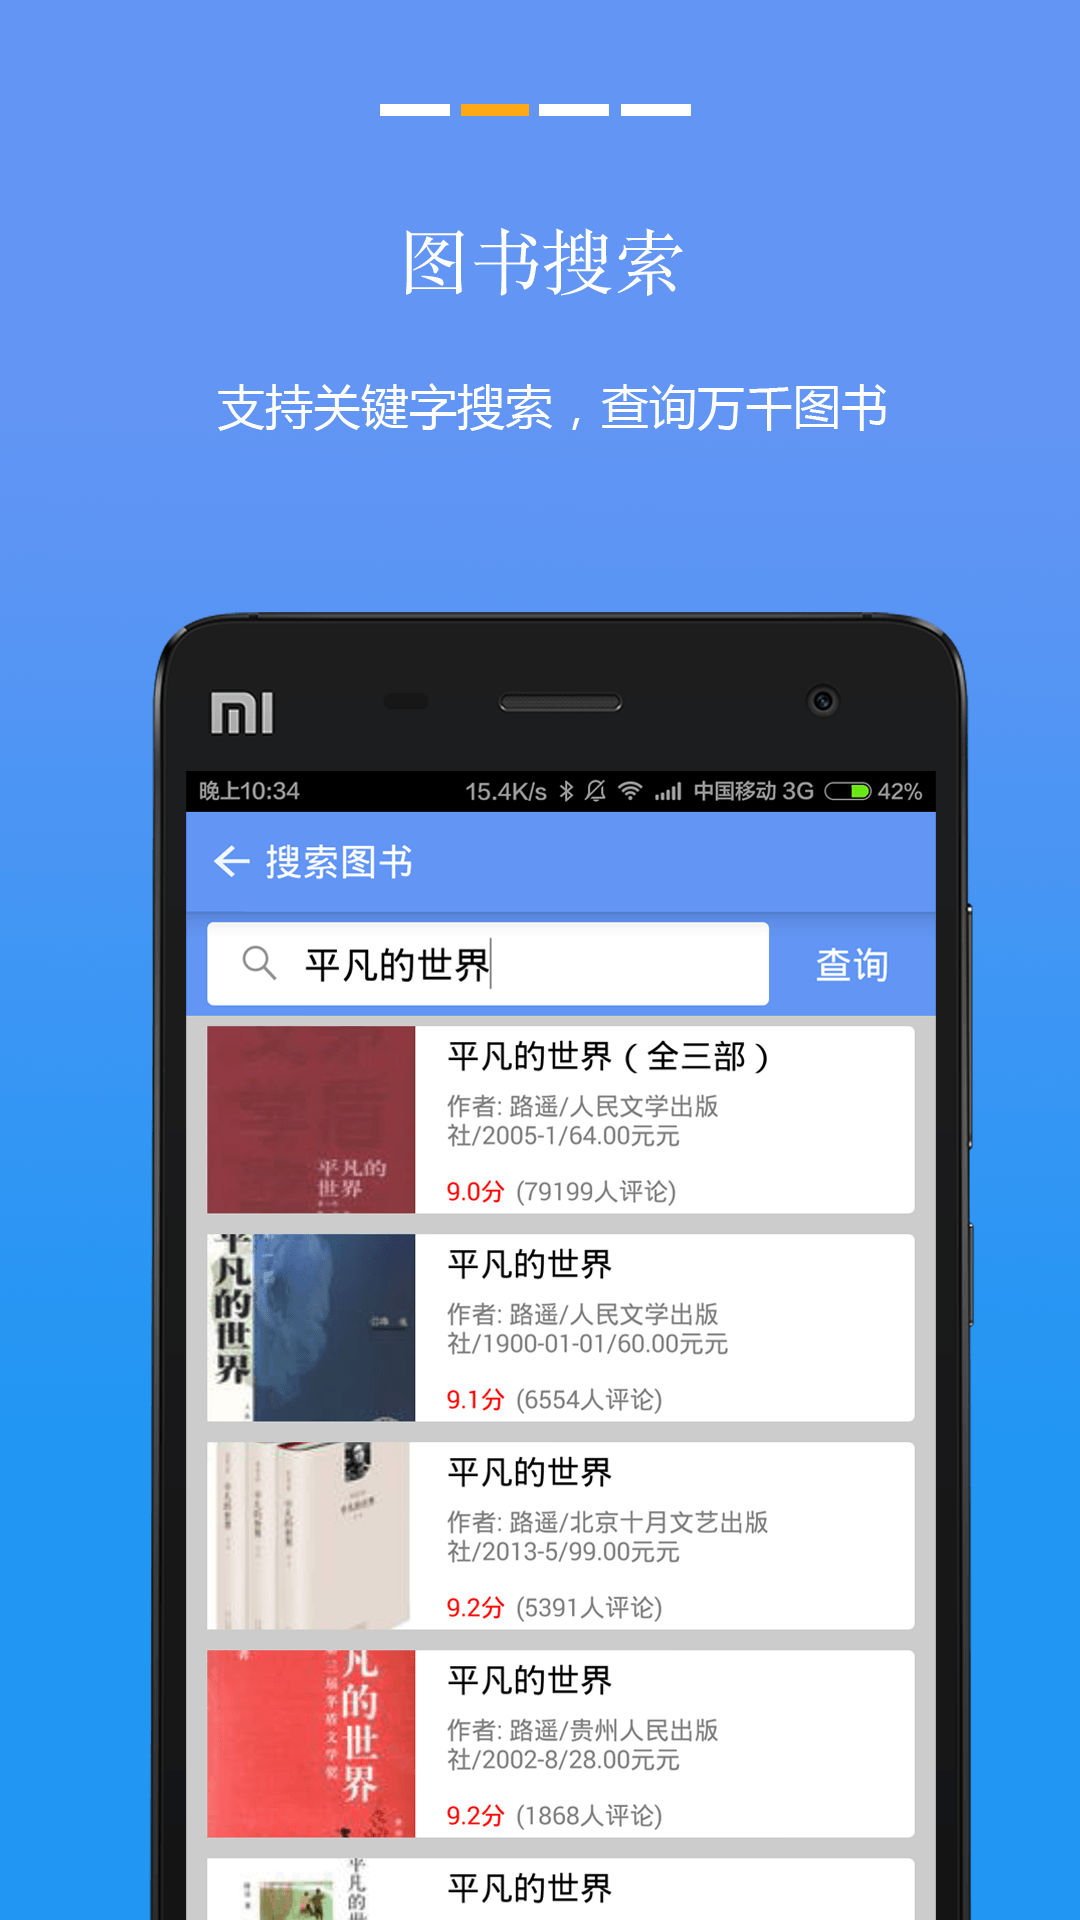 图书搜索
支持关键字搜索，查询万千图书
MI
晚上10:34 15.4K/s 中国移动 3G 42%
搜索图书
平凡的世界 查询
平凡的
世界
平凡的世界（全三部）
作者: 路遥/人民文学出版
社/2005-1/64.00元元
9.0分 (79199人评论)
平凡的世界
平凡的世界
作者: 路遥/人民文学出版
社/1900-01-01/60.00元元
9.1分 (6554人评论)
平凡的世界
作者: 路遥/北京十月文艺出版
社/2013-5/99.00元元
9.2分 (5391人评论)
凡的世界
平凡的世界
作者: 路遥/贵州人民出版
社/2002-8/28.00元元
9.2分 (1868人评论)
平凡的世
平凡的世界